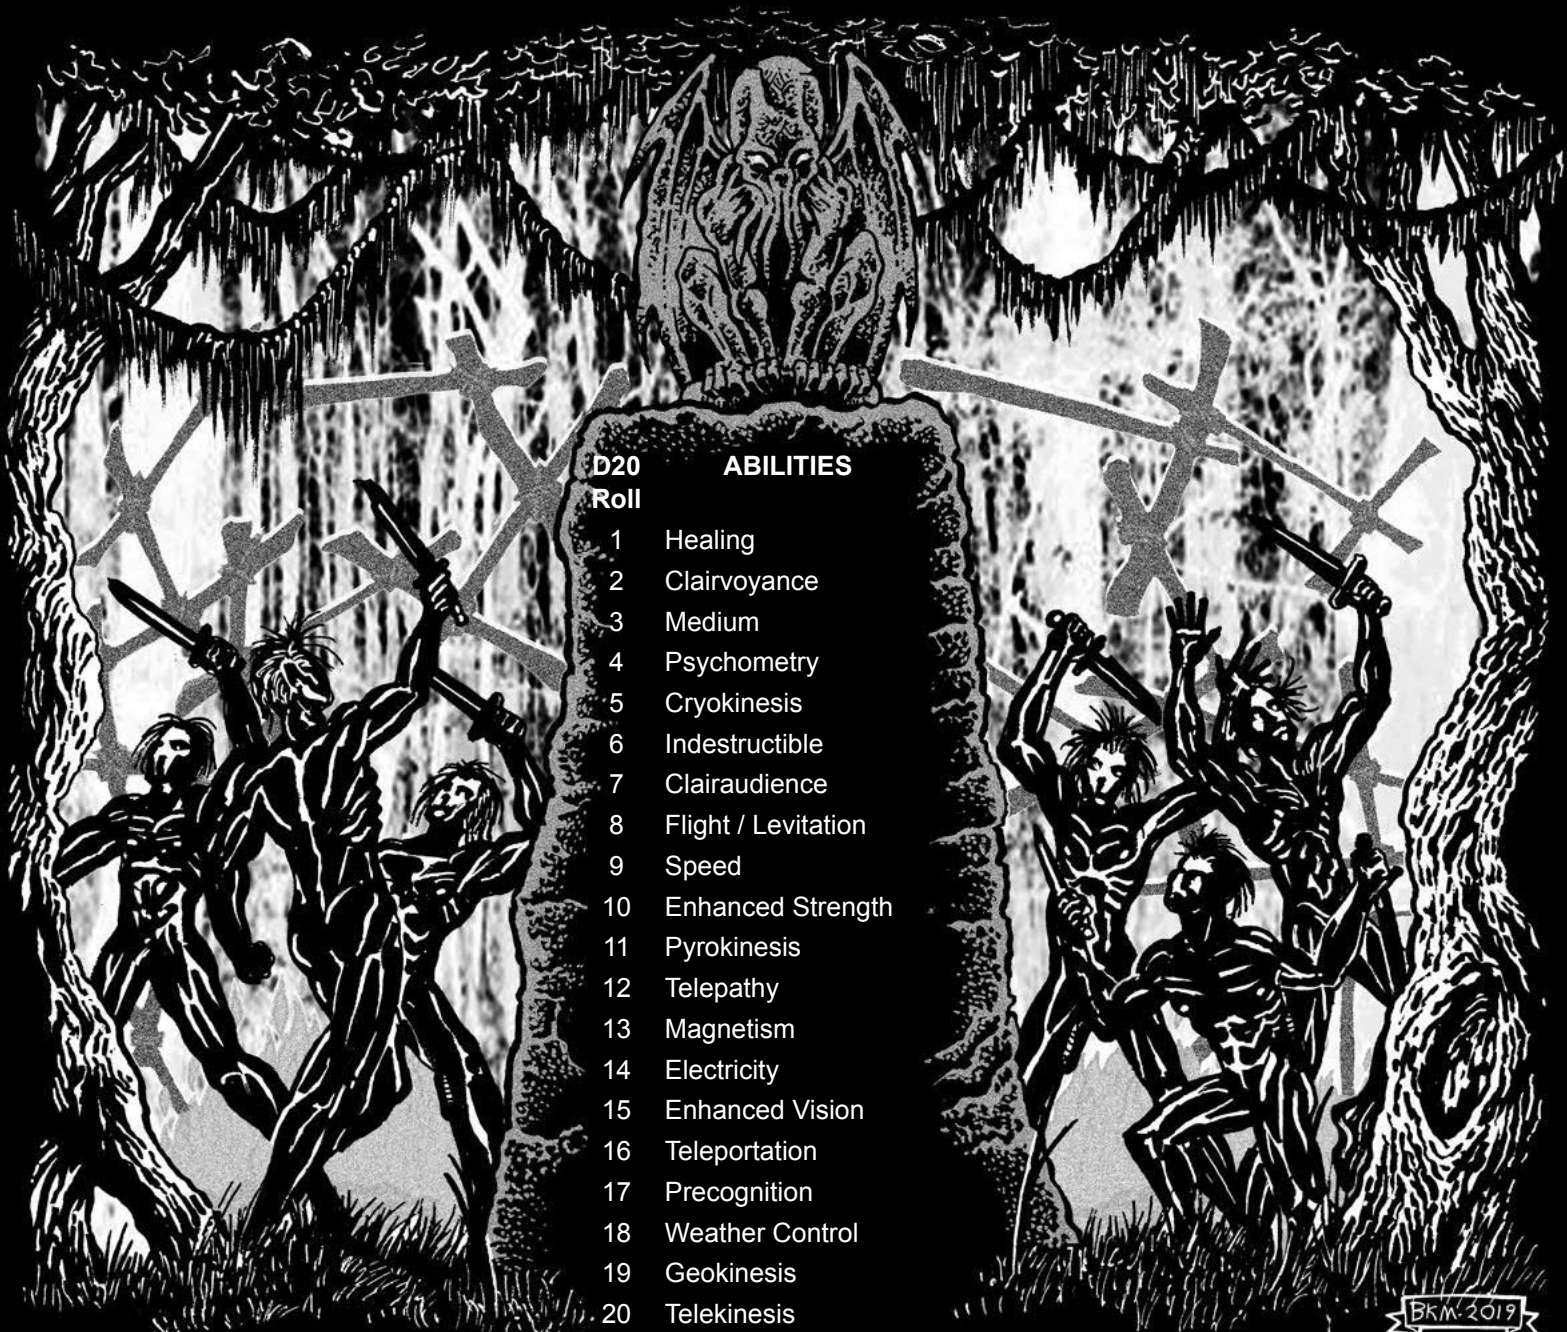 D20 ABILITIES
Roll
1 Healing
2 Clairvoyance
3 Medium
4 Psychometry
5 Cryokinesis
6 Indestructible
7 Clairaudience
8 Flight / Levitation
9 Speed
10 Enhanced Strength
11 Pyrokinesis
12 Telepathy
13 Magnetism
14 Electricity
15 Enhanced Vision
16 Teleportation
17 Precognition
18 Weather Control
19 Geokinesis
20 Telekinesis
BKM·2019